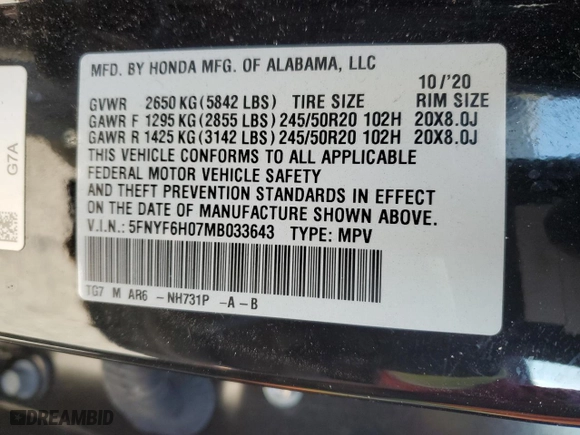 MFD. BY HONDA MFG. OF ALABAMA, LLC
10/'20
GVWR 2650 KG (5842 LBS) TIRE SIZE RIM SIZE
GAWR F 1295 KG (2855 LBS) 245/50R20 102H 20X8.0J
GAWR R 1425 KG (3142 LBS) 245/50R20 102H 20X8.0J
THIS VEHICLE CONFORMS TO ALL APPLICABLE
FEDERAL MOTOR VEHICLE SAFETY
AND THEFT PREVENTION STANDARDS IN EFFECT
ON THE DATE OF MANUFACTURE SHOWN ABOVE.
V.I.N.: 5FNYF6H07MB033643 TYPE: MPV
TG7 M AR6 -NH731P -A-B
G7A
DREAMBID